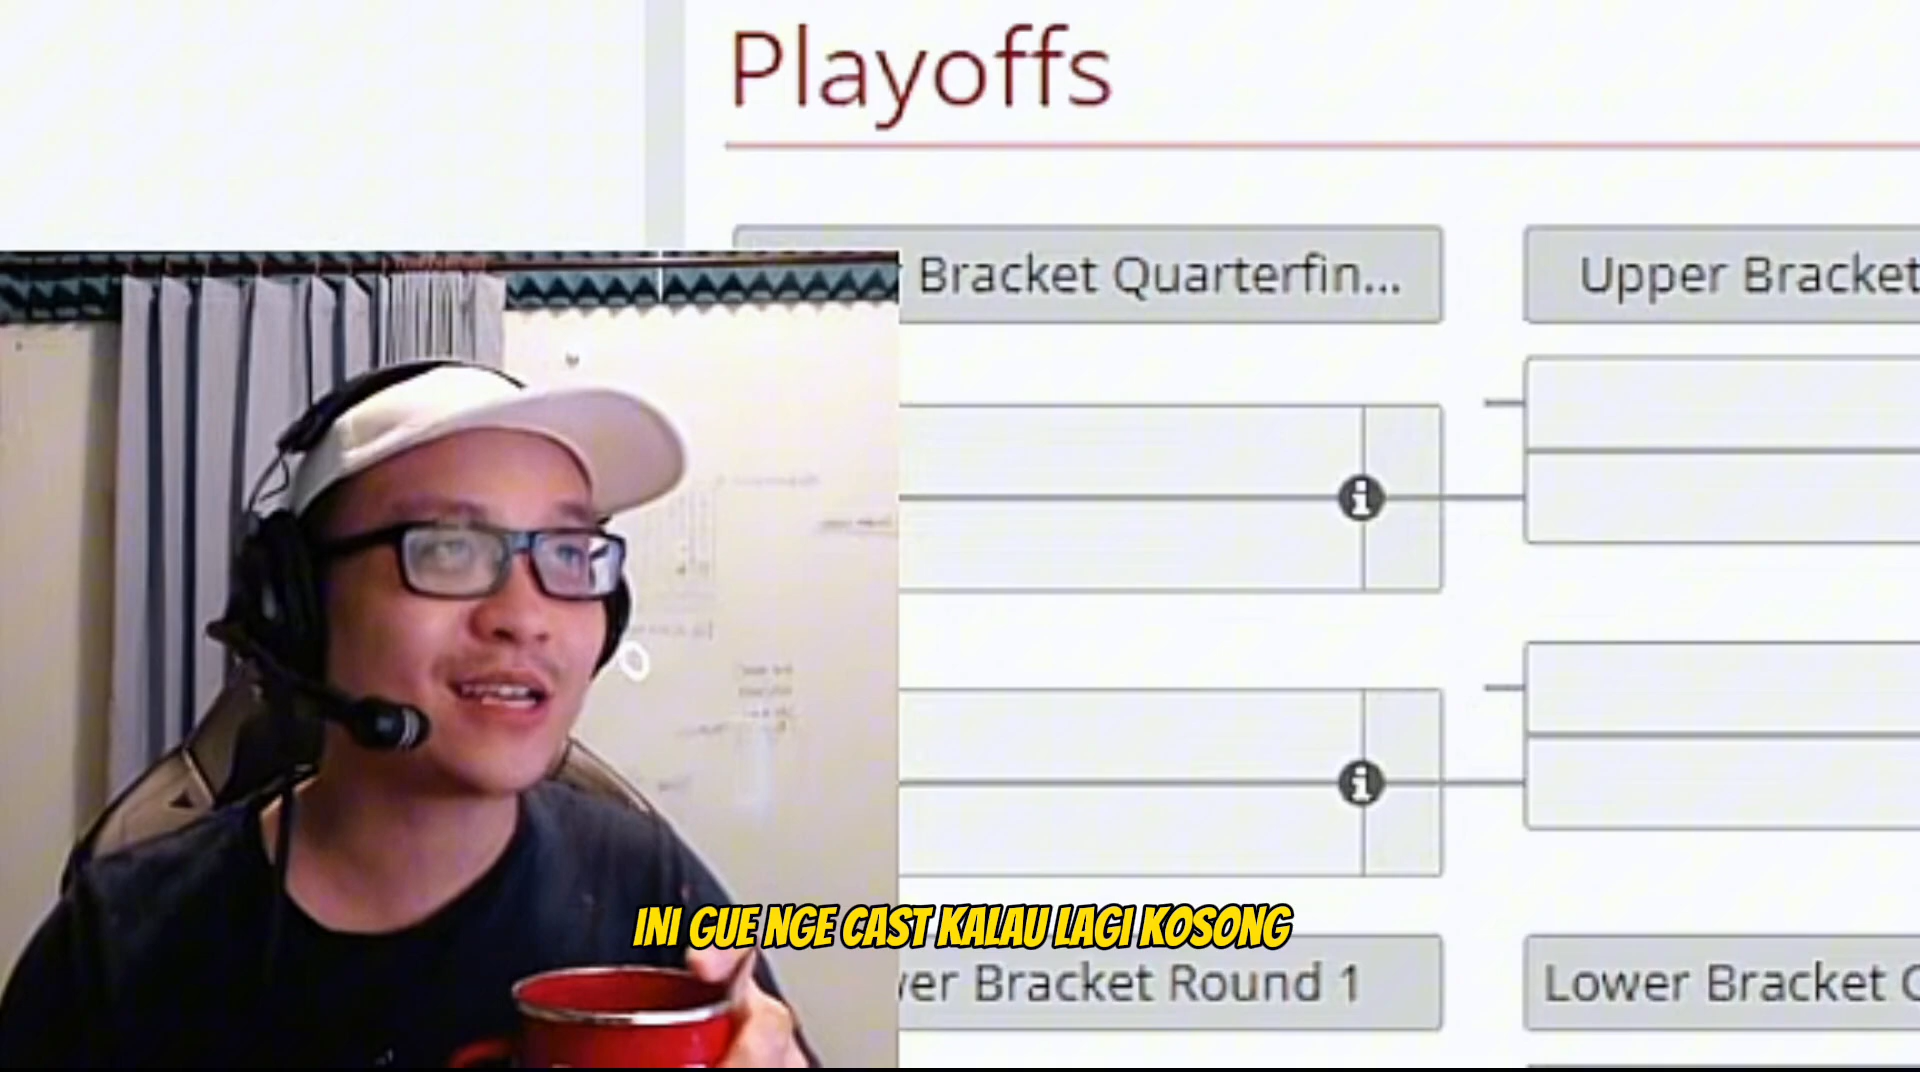 Playoffs
Bracket Quarterfin...
Upper Bracket
INI GUE NGE CAST KALAU LAGI KOSONG
er Bracket Round 1
Lower Bracket